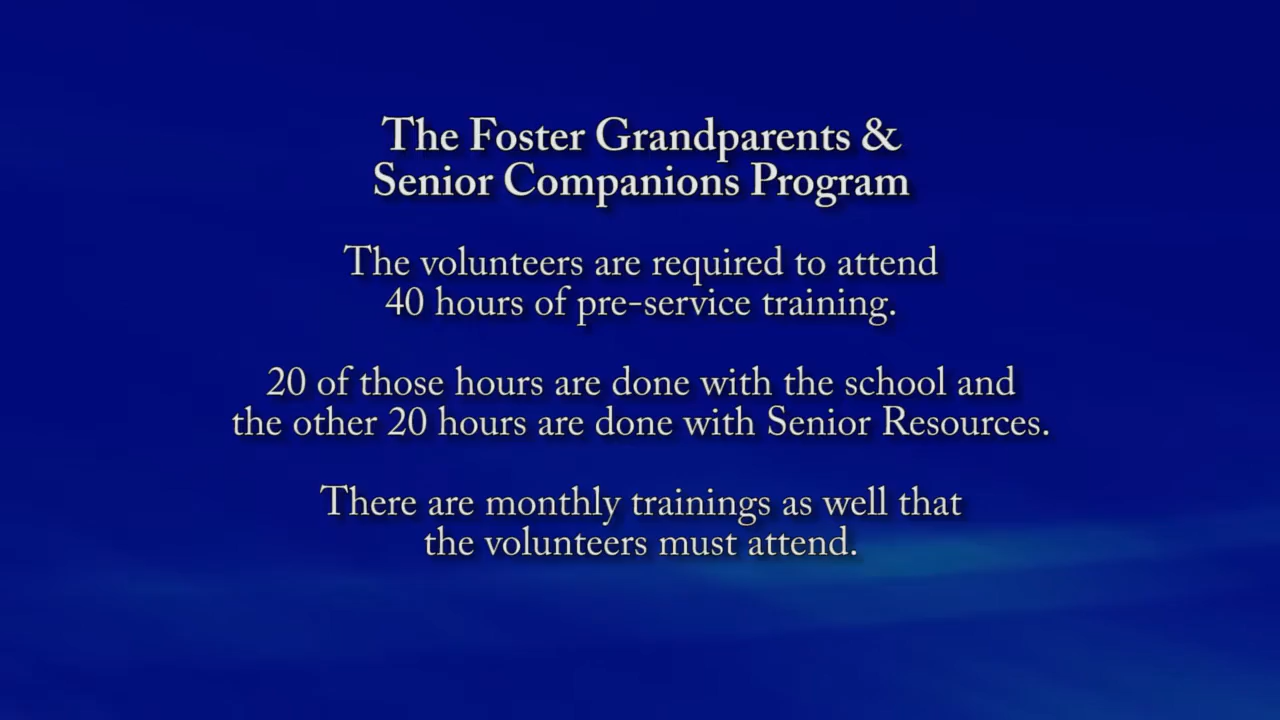 The Foster Grandparents &
Senior Companions Program
The volunteers are required to attend
40 hours of pre-service training.
20 of those hours are done with the school and
the other 20 hours are done with Senior Resources.
There are monthly trainings as well that
the volunteers must attend.